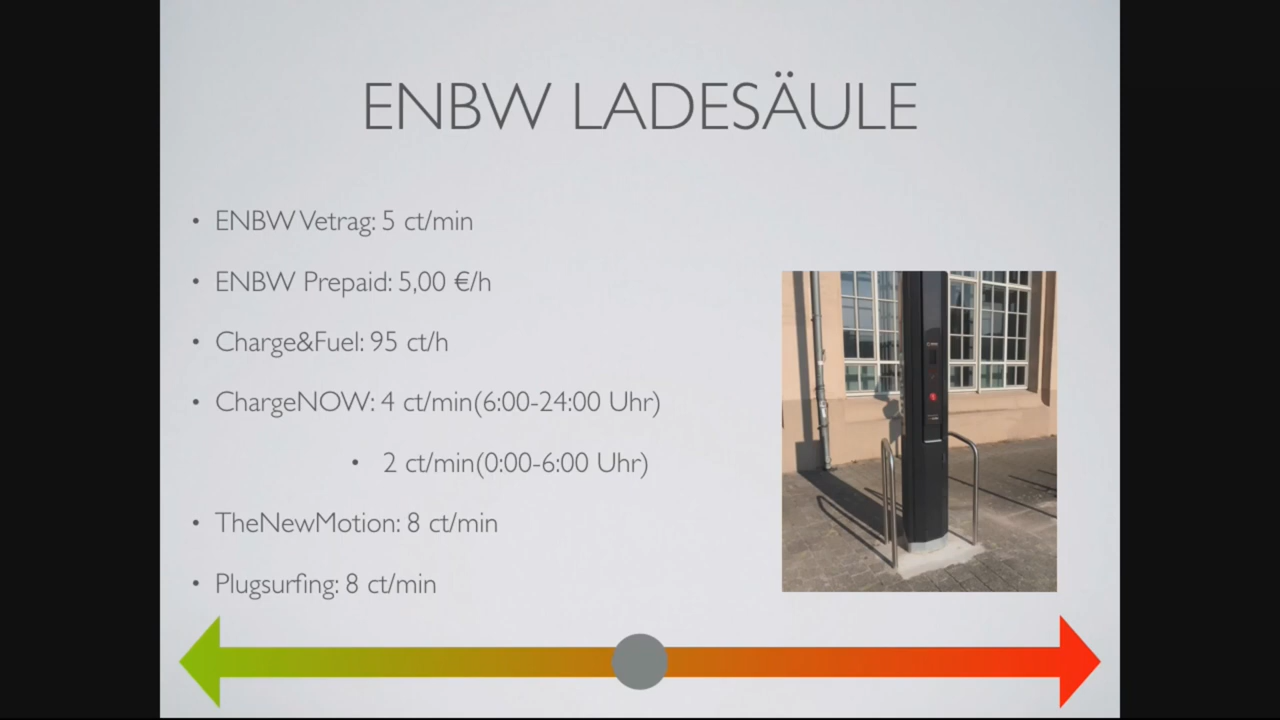 ENBW LADESÄULE
• ENBW Vetrag: 5 ct/min
• ENBW Prepaid: 5,00 €/h
• Charge&Fuel: 95 ct/h
• ChargeNOW: 4 ct/min(6:00-24:00 Uhr)
• 2 ct/min(0:00-6:00 Uhr)
• TheNewMotion: 8 ct/min
• Plugsurfing: 8 ct/min